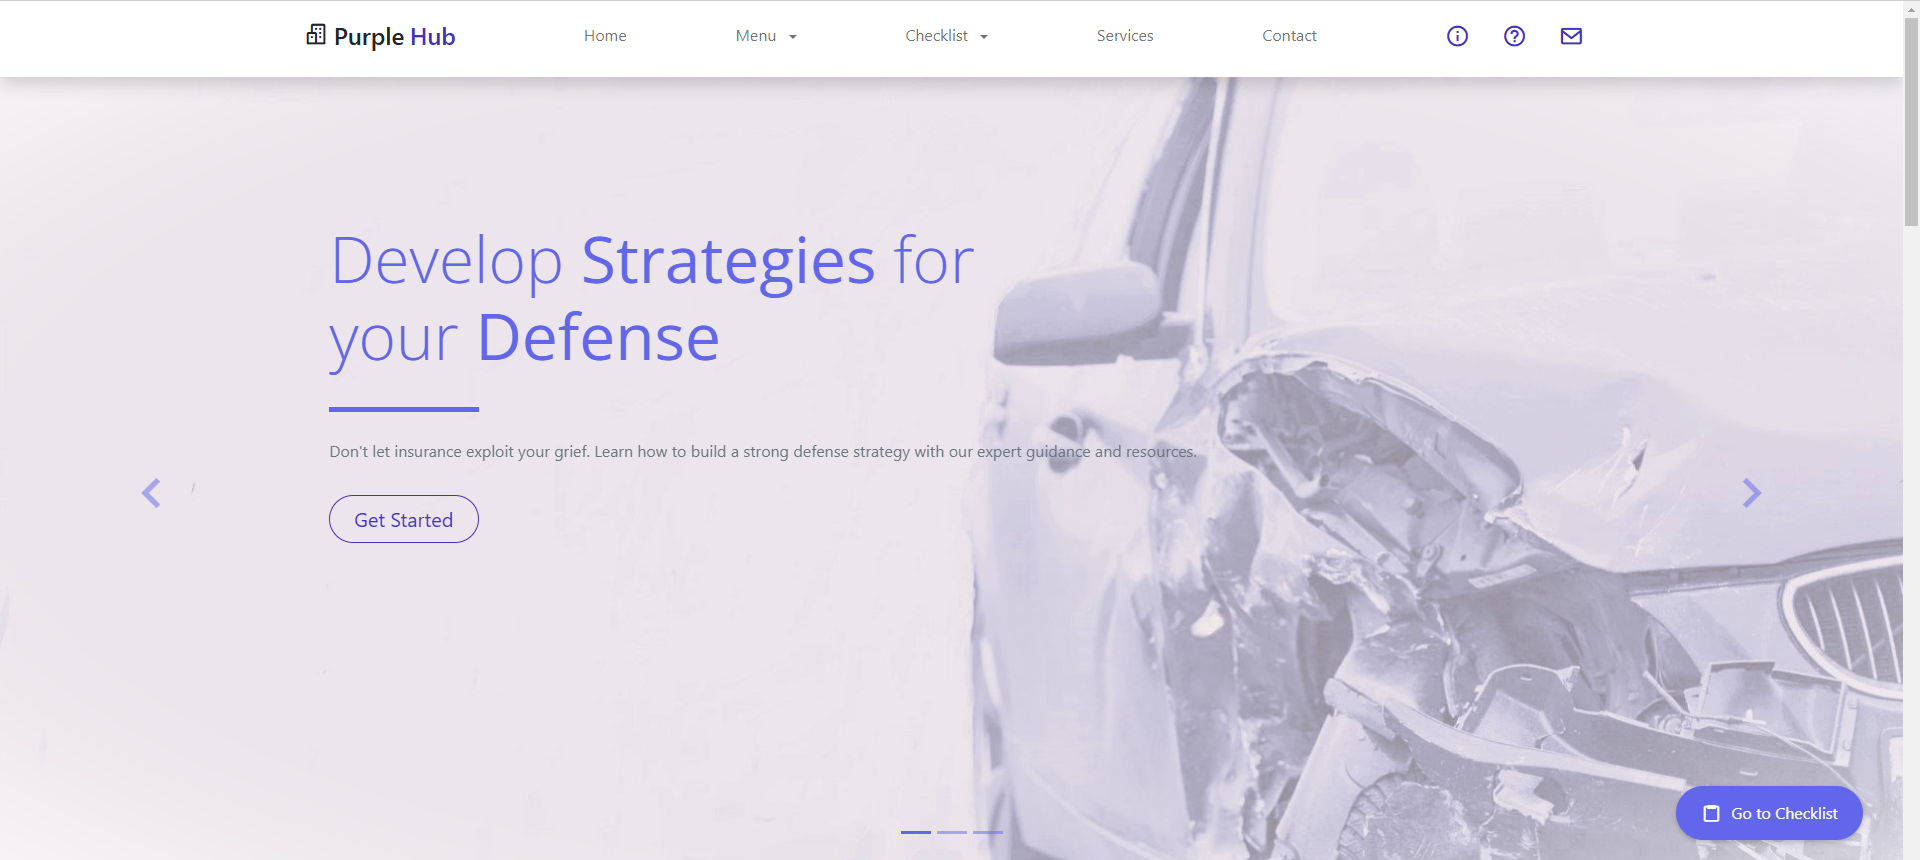 Purple Hub
Home
Menu
Checklist
Services
Contact
Develop Strategies for
your Defense
Don't let insurance exploit your grief. Learn how to build a strong defense strategy with our expert guidance and resources.
Get Started
Go to Checklist